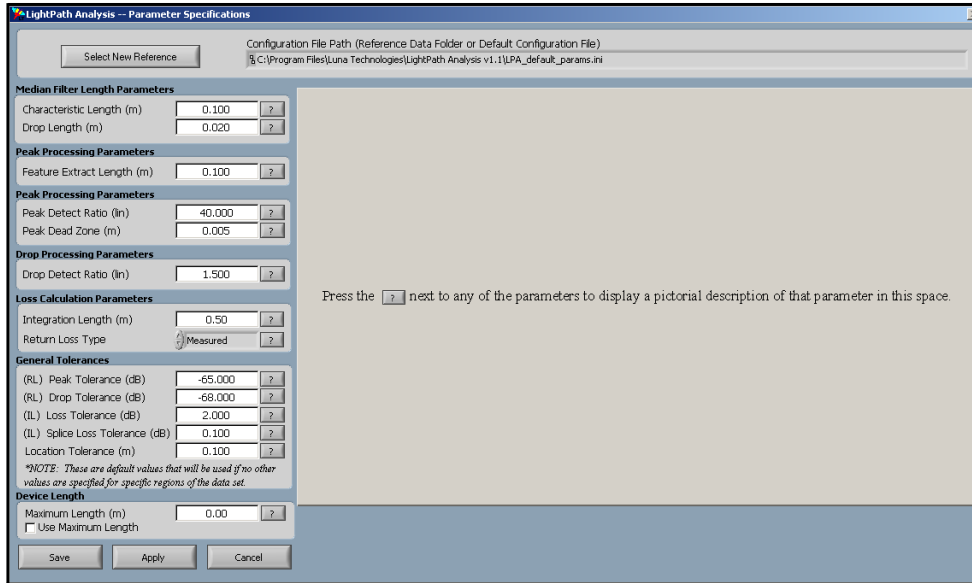 LightPath Analysis -- Parameter Specifications
Select New Reference
Configuration File Path (Reference Data Folder or Default Configuration File)
C:\Program Files\Luna Technologies\LightPath Analysis v1.1\LPA_default_params.ini
Median Filter Length Parameters
Characteristic Length (m) 0.100 ?
Drop Length (m) 0.020 ?
Peak Processing Parameters
Feature Extract Length (m) 0.100 ?
Peak Processing Parameters
Peak Detect Ratio (lin) 40.000 ?
Peak Dead Zone (m) 0.005 ?
Drop Processing Parameters
Drop Detect Ratio (lin) 1.500 ?
Loss Calculation Parameters
Integration Length (m) 0.50 ?
Return Loss Type Measured ?
General Tolerances
(RL) Peak Tolerance (dB) -65.000 ?
(RL) Drop Tolerance (dB) -68.000 ?
(IL) Loss Tolerance (dB) 2.000 ?
(IL) Splice Loss Tolerance (dB) 0.100 ?
Location Tolerance (m) 0.100 ?
*NOTE: These are default values that will be used if no other
values are specified for specific regions of the data set.
Device Length
Maximum Length (m) 0.00 ?
Use Maximum Length
Save Apply Cancel
Press the ? next to any of the parameters to display a pictorial description of that parameter in this space.